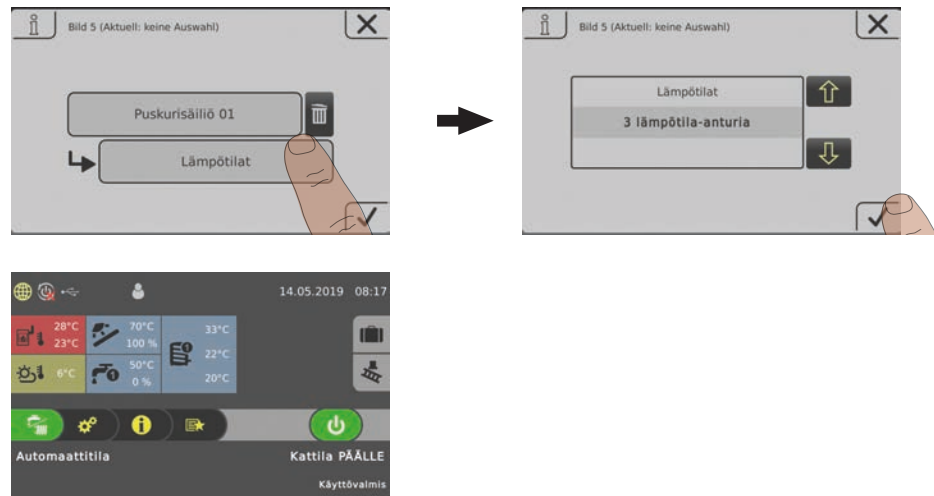 Bild 5 (Aktuell: keine Auswahl)
Puskurisäiliö 01
Lämpötilat
Bild 5 (Aktuell: keine Auswahl)
Lämpötilat
3 lämpötila-anturia
14.05.2019 08:17
28°C
23°C
70°C
100 %
33°C
22°C
20°C
6°C
50°C
0 %
Automaattitila
Kattila PÄÄLLE
Käyttövalmis